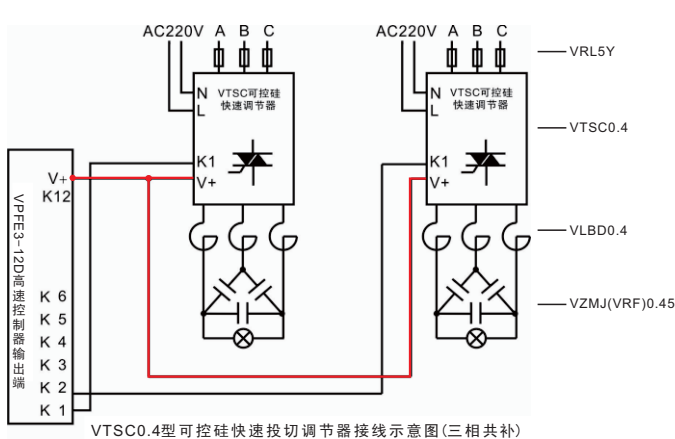 AC220V A B C
AC220V A B C
VRL5Y
N VTSC可控硅
L 快速调节器
N VTSC可控硅
L 快速调节器
VTSC0.4
K1
V+
K1
V+
V+
K12
VPFE3-12D高速控制器输出端
VLBD0.4
K 6
K 5
K 4
K 3
K 2
K 1
VZMJ(VRF)0.45
VTSC0.4型可控硅快速投切调节器接线示意图(三相共补)